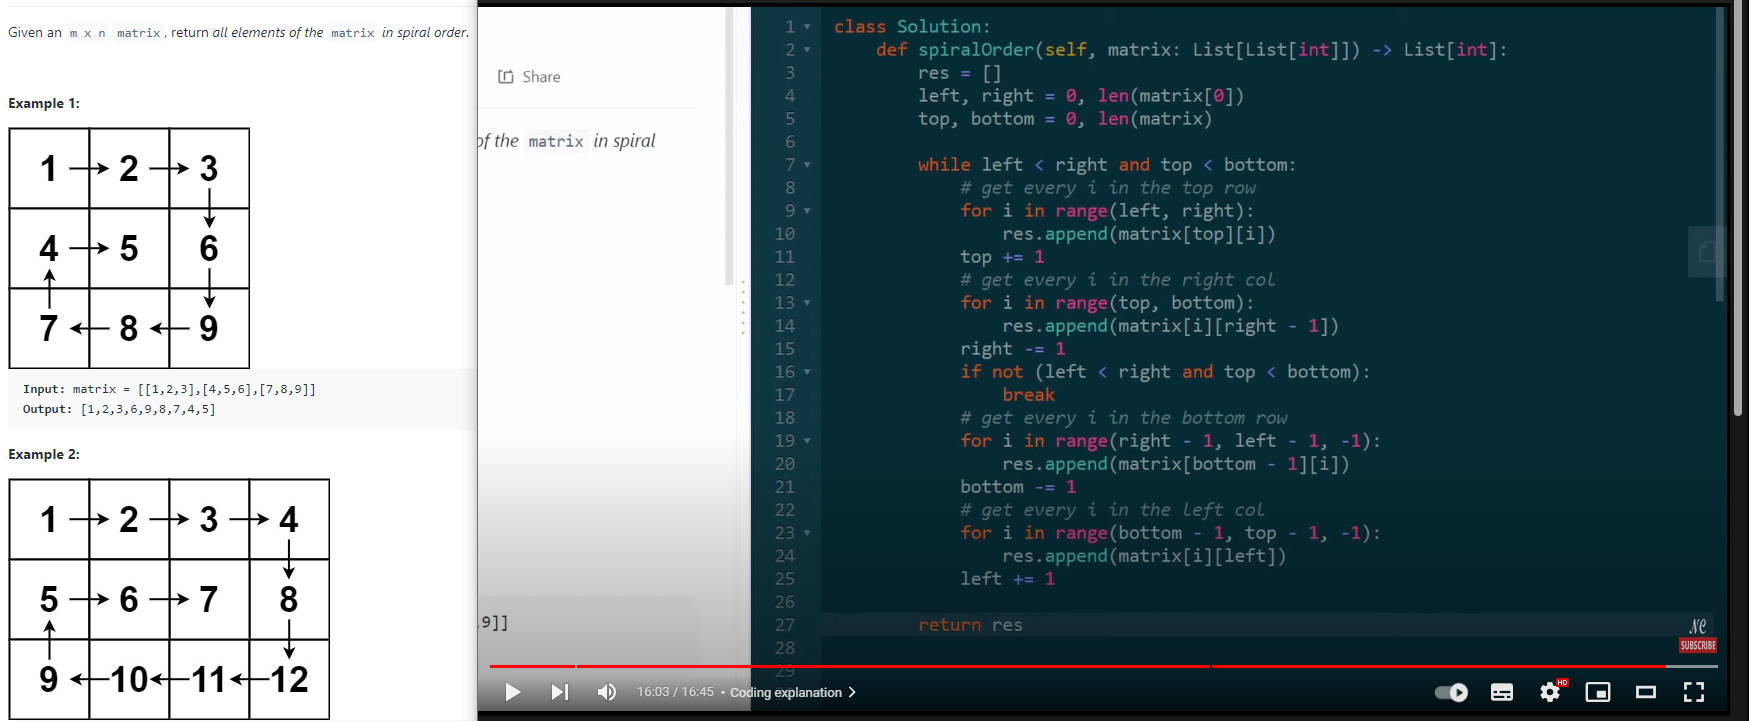 Given an m x n matrix, return all elements of the matrix in spiral order.
Example 1:
1 2 3
4 5 6
7 8 9
Input: matrix = [[1,2,3],[4,5,6],[7,8,9]]
Output: [1,2,3,6,9,8,7,4,5]
Example 2:
1 2 3 4
5 6 7 8
9 10 11 12
Share
of the matrix in spiral
,9]]
1 class Solution:
2 def spiralOrder(self, matrix: List[List[int]]) -> List[int]:
3 res = []
4 left, right = 0, len(matrix[0])
5 top, bottom = 0, len(matrix)
6
7 while left < right and top < bottom:
8 # get every i in the top row
9 for i in range(left, right):
10 res.append(matrix[top][i])
11 top += 1
12 # get every i in the right col
13 for i in range(top, bottom):
14 res.append(matrix[i][right - 1])
15 right -= 1
16 if not (left < right and top < bottom):
17 break
18 # get every i in the bottom row
19 for i in range(right - 1, left - 1, -1):
20 res.append(matrix[bottom - 1][i])
21 bottom -= 1
22 # get every i in the left col
23 for i in range(bottom - 1, top - 1, -1):
24 res.append(matrix[i][left])
25 left += 1
26
27 return res
28
29
NC
SUBSCRIBE
16:03 / 16:45 • Coding explanation
HD